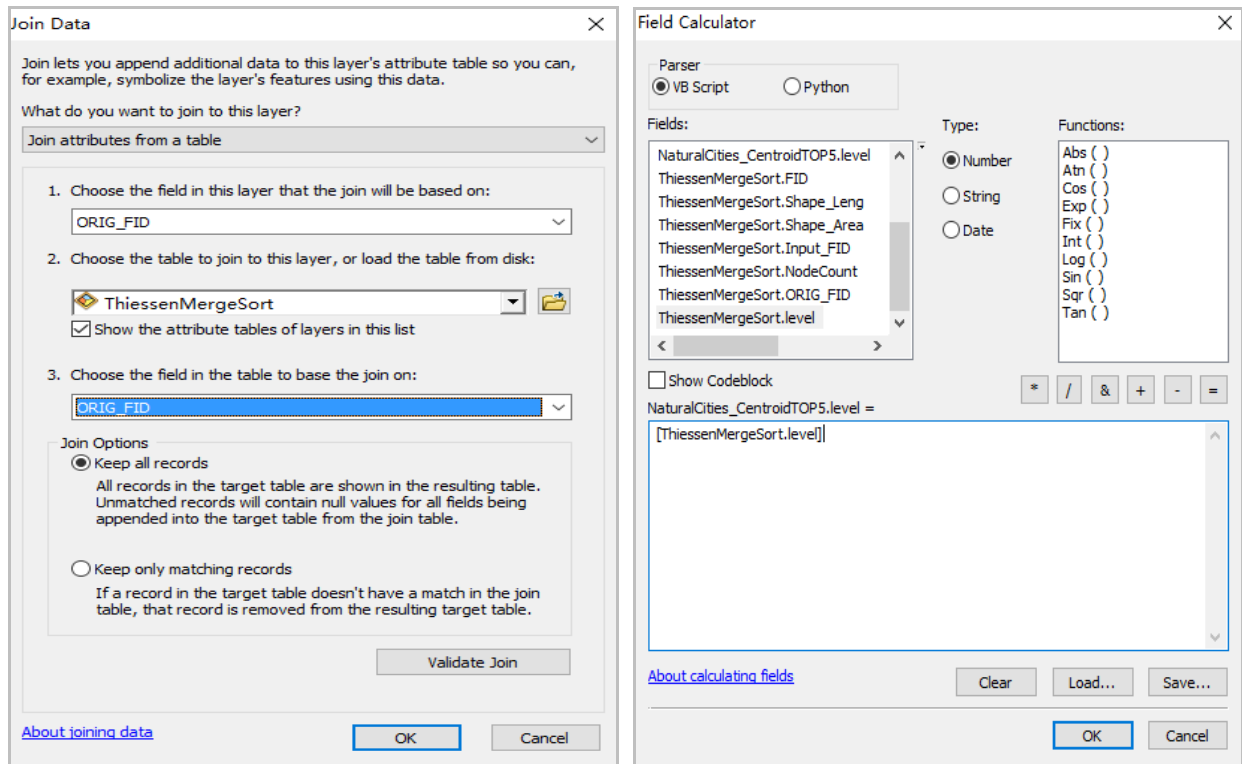 Join Data
Join lets you append additional data to this layer's attribute table so you can,
for example, symbolize the layer's features using this data.
What do you want to join to this layer?
Join attributes from a table
1. Choose the field in this layer that the join will be based on:
ORIG_FID
2. Choose the table to join to this layer, or load the table from disk:
ThiessenMergeSort
Show the attribute tables of layers in this list
3. Choose the field in the table to base the join on:
ORIG_FID
Join Options
Keep all records
All records in the target table are shown in the resulting table.
Unmatched records will contain null values for all fields being
appended into the target table from the join table.
Keep only matching records
If a record in the target table doesn't have a match in the join
table, that record is removed from the resulting target table.
Validate Join
About joining data
OK
Cancel
Field Calculator
Parser
VB Script
Python
Fields:
NaturalCities_CentroidTOP5.level
ThiessenMergeSort.FID
ThiessenMergeSort.Shape_Leng
ThiessenMergeSort.Shape_Area
ThiessenMergeSort.Input_FID
ThiessenMergeSort.NodeCount
ThiessenMergeSort.ORIG_FID
ThiessenMergeSort.level
Type:
Number
String
Date
Functions:
Abs ( )
Atn ( )
Cos ( )
Exp ( )
Fix ( )
Int ( )
Log ( )
Sin ( )
Sqr ( )
Tan ( )
Show Codeblock
* / & + - =
NaturalCities_CentroidTOP5.level =
[ThiessenMergeSort.level]
About calculating fields
Clear
Load...
Save...
OK
Cancel